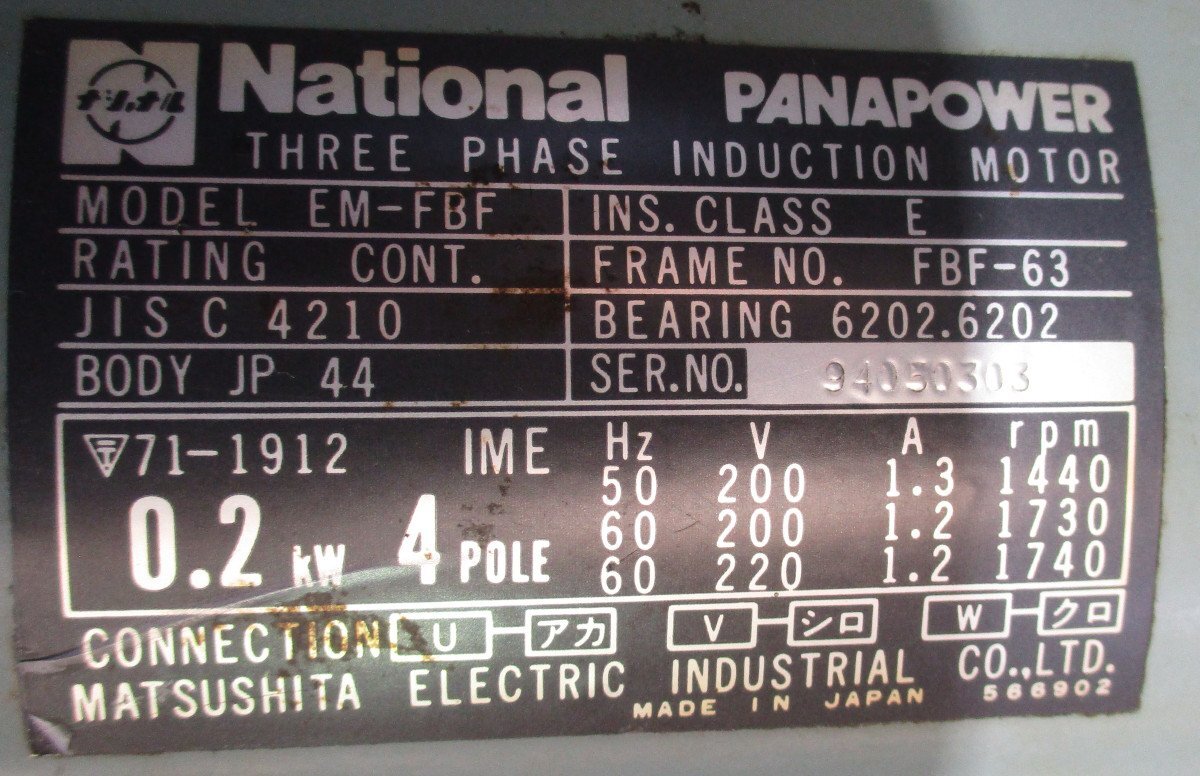 ナショナル National PANAPOWER
THREE PHASE INDUCTION MOTOR
MODEL EM-FBF INS. CLASS E
RATING CONT. FRAME NO. FBF-63
JIS C 4210 BEARING 6202.6202
BODY JP 44 SER.NO. 94050303
71-1912 IME Hz V A rpm
50 200 1.3 1440
60 200 1.2 1730
60 220 1.2 1740
0.2 kW 4 POLE
CONNECTION U アカ V シロ W クロ
MATSUSHITA ELECTRIC INDUSTRIAL CO.,LTD.
MADE IN JAPAN 566902